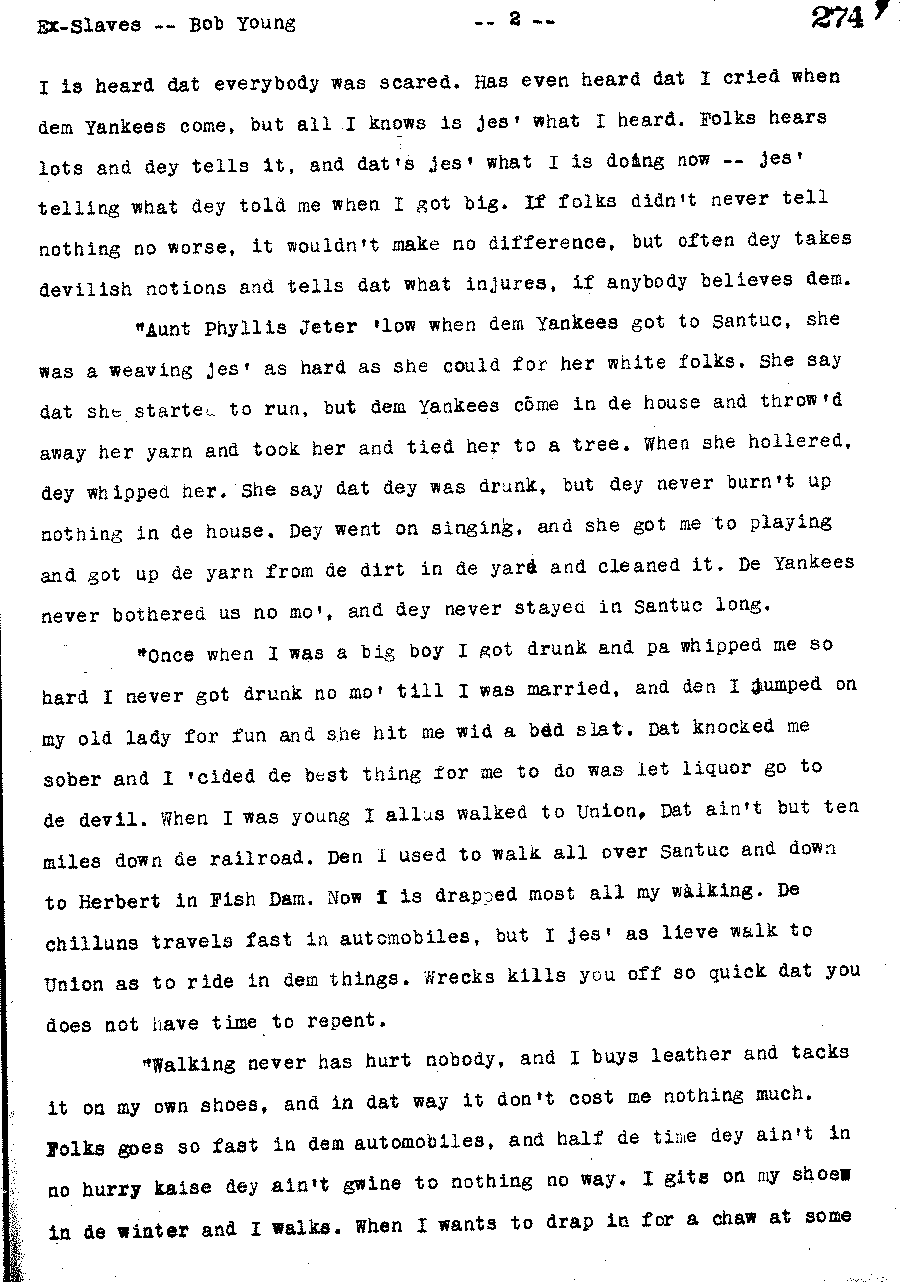 Ex-Slaves -- Bob Young -- 2 -- 274
I is heard dat everybody was scared. Has even heard dat I cried when
dem Yankees come, but all I knows is jes' what I heard. Folks hears
lots and dey tells it, and dat's jes' what I is doing now -- jes'
telling what dey told me when I got big. If folks didn't never tell
nothing no worse, it wouldn't make no difference, but often dey takes
devilish notions and tells dat what injures, if anybody believes dem.
"Aunt Phyllis Jeter 'low when dem Yankees got to Santuc, she
was a weaving jes' as hard as she could for her white folks. She say
dat she started to run, but dem Yankees come in de house and throw'd
away her yarn and took her and tied her to a tree. When she hollered,
dey whipped her. She say dat dey was drunk, but dey never burn't up
nothing in de house. Dey went on singing, and she got me to playing
and got up de yarn from de dirt in de yard and cleaned it. De Yankees
never bothered us no mo', and dey never stayed in Santuc long.
"Once when I was a big boy I got drunk and pa whipped me so
hard I never got drunk no mo' till I was married, and den I jumped on
my old lady for fun and she hit me wid a bed slat. Dat knocked me
sober and I 'cided de best thing for me to do was let liquor go to
de devil. When I was young I allus walked to Union, Dat ain't but ten
miles down de railroad. Den I used to walk all over Santuc and down
to Herbert in Fish Dam. Now I is drapped most all my walking. De
chilluns travels fast in automobiles, but I jes' as lieve walk to
Union as to ride in dem things. Wrecks kills you off so quick dat you
does not have time to repent.
"Walking never has hurt nobody, and I buys leather and tacks
it on my own shoes, and in dat way it don't cost me nothing much.
Folks goes so fast in dem automobiles, and half de time dey ain't in
no hurry kaise dey ain't gwine to nothing no way. I gits on my shoes
in de winter and I walks. When I wants to drap in for a chaw at some